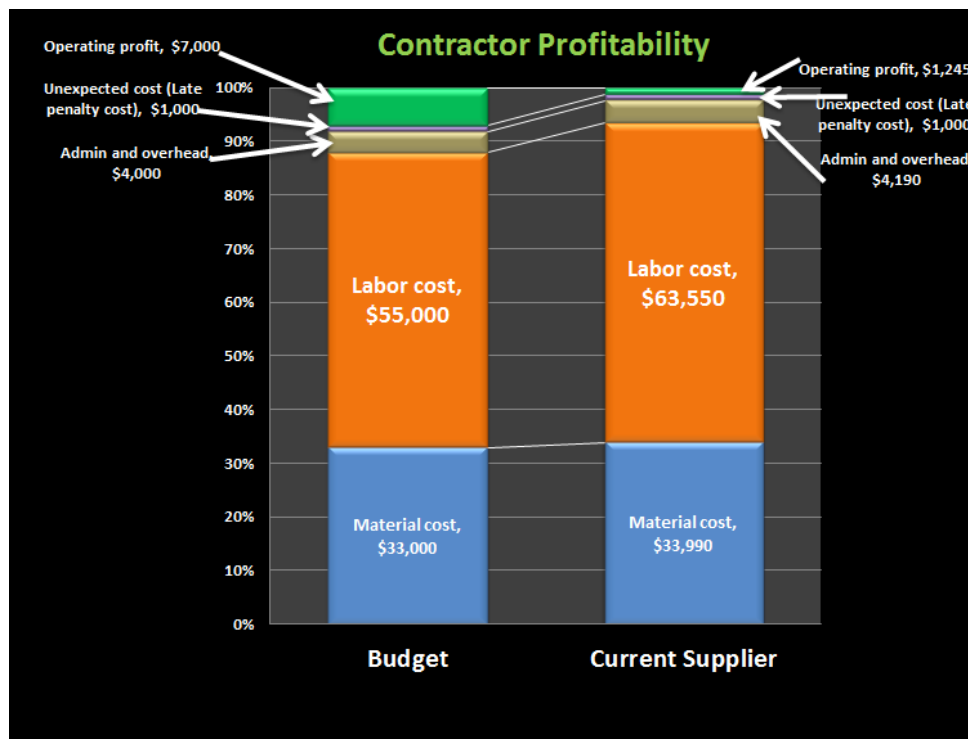 Contractor Profitability
Operating profit, $7,000
Unexpected cost (Late
penalty cost), $1,000
Admin and overhead,
$4,000
Operating profit, $1,245
Unexpected cost (Late
penalty cost), $1,000
Admin and overhead,
$4,190
100%
90%
80%
70%
60%
50%
40%
30%
20%
10%
0%
Labor cost,
$55,000
Material cost,
$33,000
Labor cost,
$63,550
Material cost,
$33,990
Budget
Current Supplier